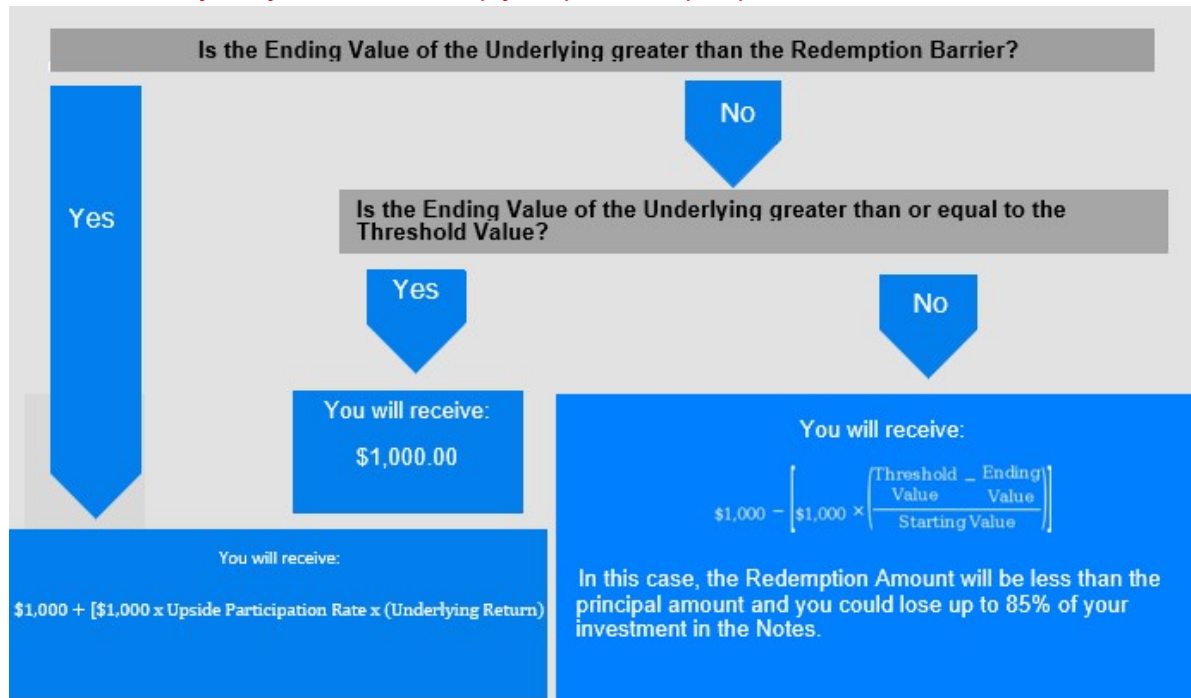 Is the Ending Value of the Underlying greater than the Redemption Barrier?
No
Yes
Is the Ending Value of the Underlying greater than or equal to the
Threshold Value?
Yes
No
You will receive:
$1,000.00
You will receive:
$1,000 − [$1,000 × (Threshold Value − Ending Value / Starting Value)]
In this case, the Redemption Amount will be less than the
principal amount and you could lose up to 85% of your
investment in the Notes.
You will receive:
$1,000 + [$1,000 x Upside Participation Rate x (Underlying Return)